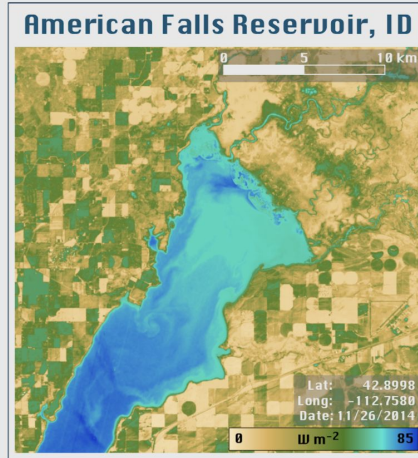 American Falls Reservoir, ID
0 5 10 km
Lat: 42.8998
Long: -112.7580
Date: 11/26/2014
0 W m⁻² 85